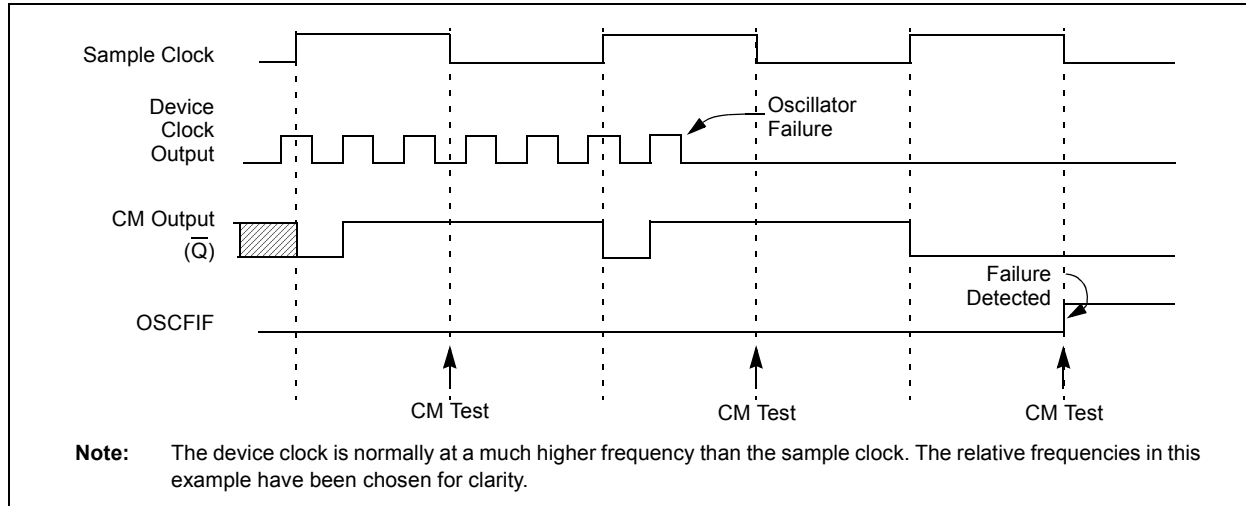 Sample Clock
Device
Clock
Output
Oscillator
Failure
CM Output
(Q̅)
Failure
Detected
OSCFIF
CM Test
CM Test
CM Test
Note: The device clock is normally at a much higher frequency than the sample clock. The relative frequencies in this
example have been chosen for clarity.